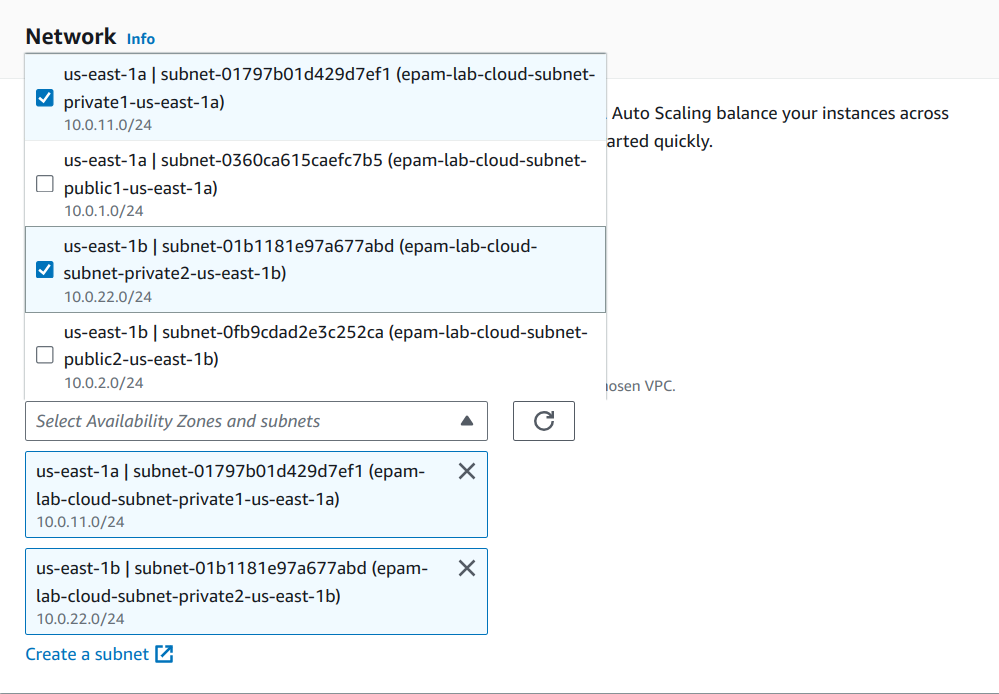 Network Info
us-east-1a | subnet-01797b01d429d7ef1 (epam-lab-cloud-subnet-
private1-us-east-1a)
10.0.11.0/24
Auto Scaling balance your instances across
quickly.
us-east-1a | subnet-0360ca615caefc7b5 (epam-lab-cloud-subnet-
public1-us-east-1a)
10.0.1.0/24
us-east-1b | subnet-01b1181e97a677abd (epam-lab-cloud-
subnet-private2-us-east-1b)
10.0.22.0/24
us-east-1b | subnet-0fb9cdad2e3c252ca (epam-lab-cloud-subnet-
public2-us-east-1b)
10.0.2.0/24
VPC.
Select Availability Zones and subnets
us-east-1a | subnet-01797b01d429d7ef1 (epam-
lab-cloud-subnet-private1-us-east-1a)
10.0.11.0/24
us-east-1b | subnet-01b1181e97a677abd (epam-
lab-cloud-subnet-private2-us-east-1b)
10.0.22.0/24
Create a subnet